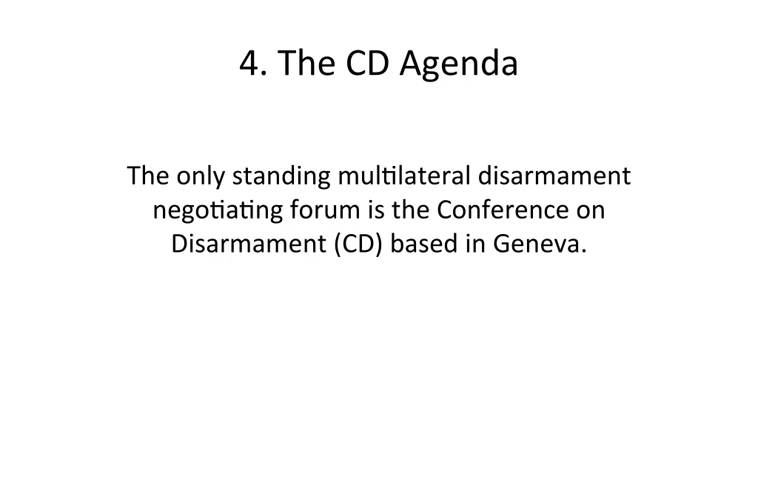 4. The CD Agenda
The only standing multilateral disarmament
negotiating forum is the Conference on
Disarmament (CD) based in Geneva.